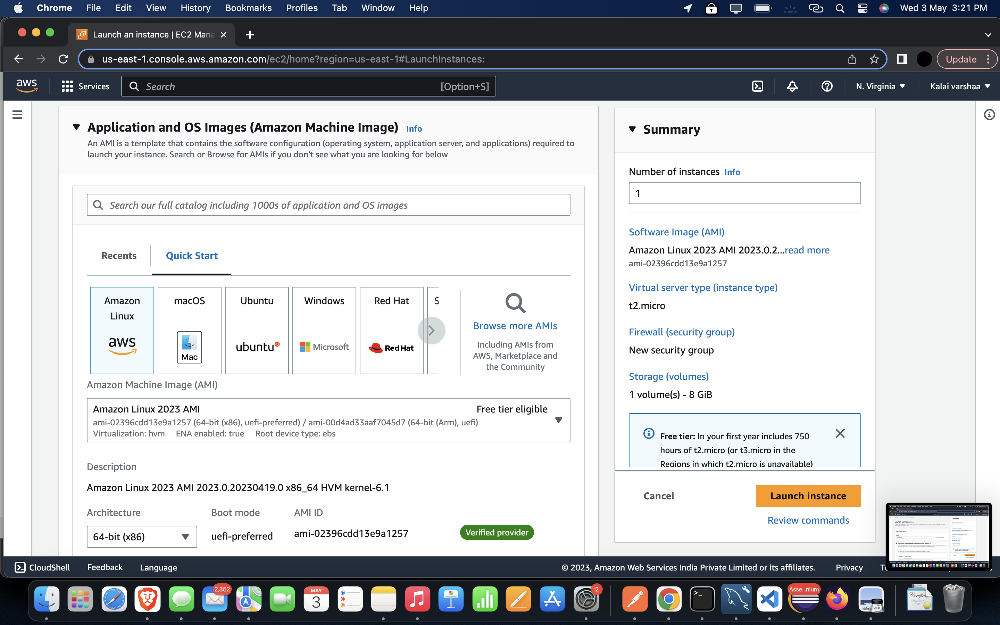 Chrome File Edit View History Bookmarks Profiles Tab Window Help Wed 3 May 3:21 PM
Launch an instance | EC2 Mana
us-east-1.console.aws.amazon.com/ec2/home?region=us-east-1#LaunchInstances: Update
aws Services Search [Option+S] N. Virginia Kalai varshaa
Application and OS Images (Amazon Machine Image) Info
An AMI is a template that contains the software configuration (operating system, application server, and applications) required to
launch your instance. Search or Browse for AMIs if you don’t see what you are looking for below
Search our full catalog including 1000s of application and OS images
Recents Quick Start
Amazon
Linux
aws
macOS
Mac
Ubuntu
ubuntu
Windows
Microsoft
Red Hat
Red Hat
S
Browse more AMIs
Including AMIs from
AWS, Marketplace and
the Community
Amazon Machine Image (AMI)
Amazon Linux 2023 AMI Free tier eligible
ami-02396cdd13e9a1257 (64-bit (x86), uefi-preferred) / ami-00d4ad33aaf7045d7 (64-bit (Arm), uefi)
Virtualization: hvm ENA enabled: true Root device type: ebs
Description
Amazon Linux 2023 AMI 2023.0.20230419.0 x86_64 HVM kernel-6.1
Architecture Boot mode AMI ID
64-bit (x86) uefi-preferred ami-02396cdd13e9a1257 Verified provider
Summary
Number of instances Info
1
Software Image (AMI)
Amazon Linux 2023 AMI 2023.0.2...read more
ami-02396cdd13e9a1257
Virtual server type (instance type)
t2.micro
Firewall (security group)
New security group
Storage (volumes)
1 volume(s) - 8 GiB
Free tier: In your first year includes 750
hours of t2.micro (or t3.micro in the
Regions in which t2.micro is unavailable)
Cancel Launch instance
Review commands
CloudShell Feedback Language © 2023, Amazon Web Services India Private Limited or its affiliates. Privacy
2,352
MAY
3
2
Asse...nium